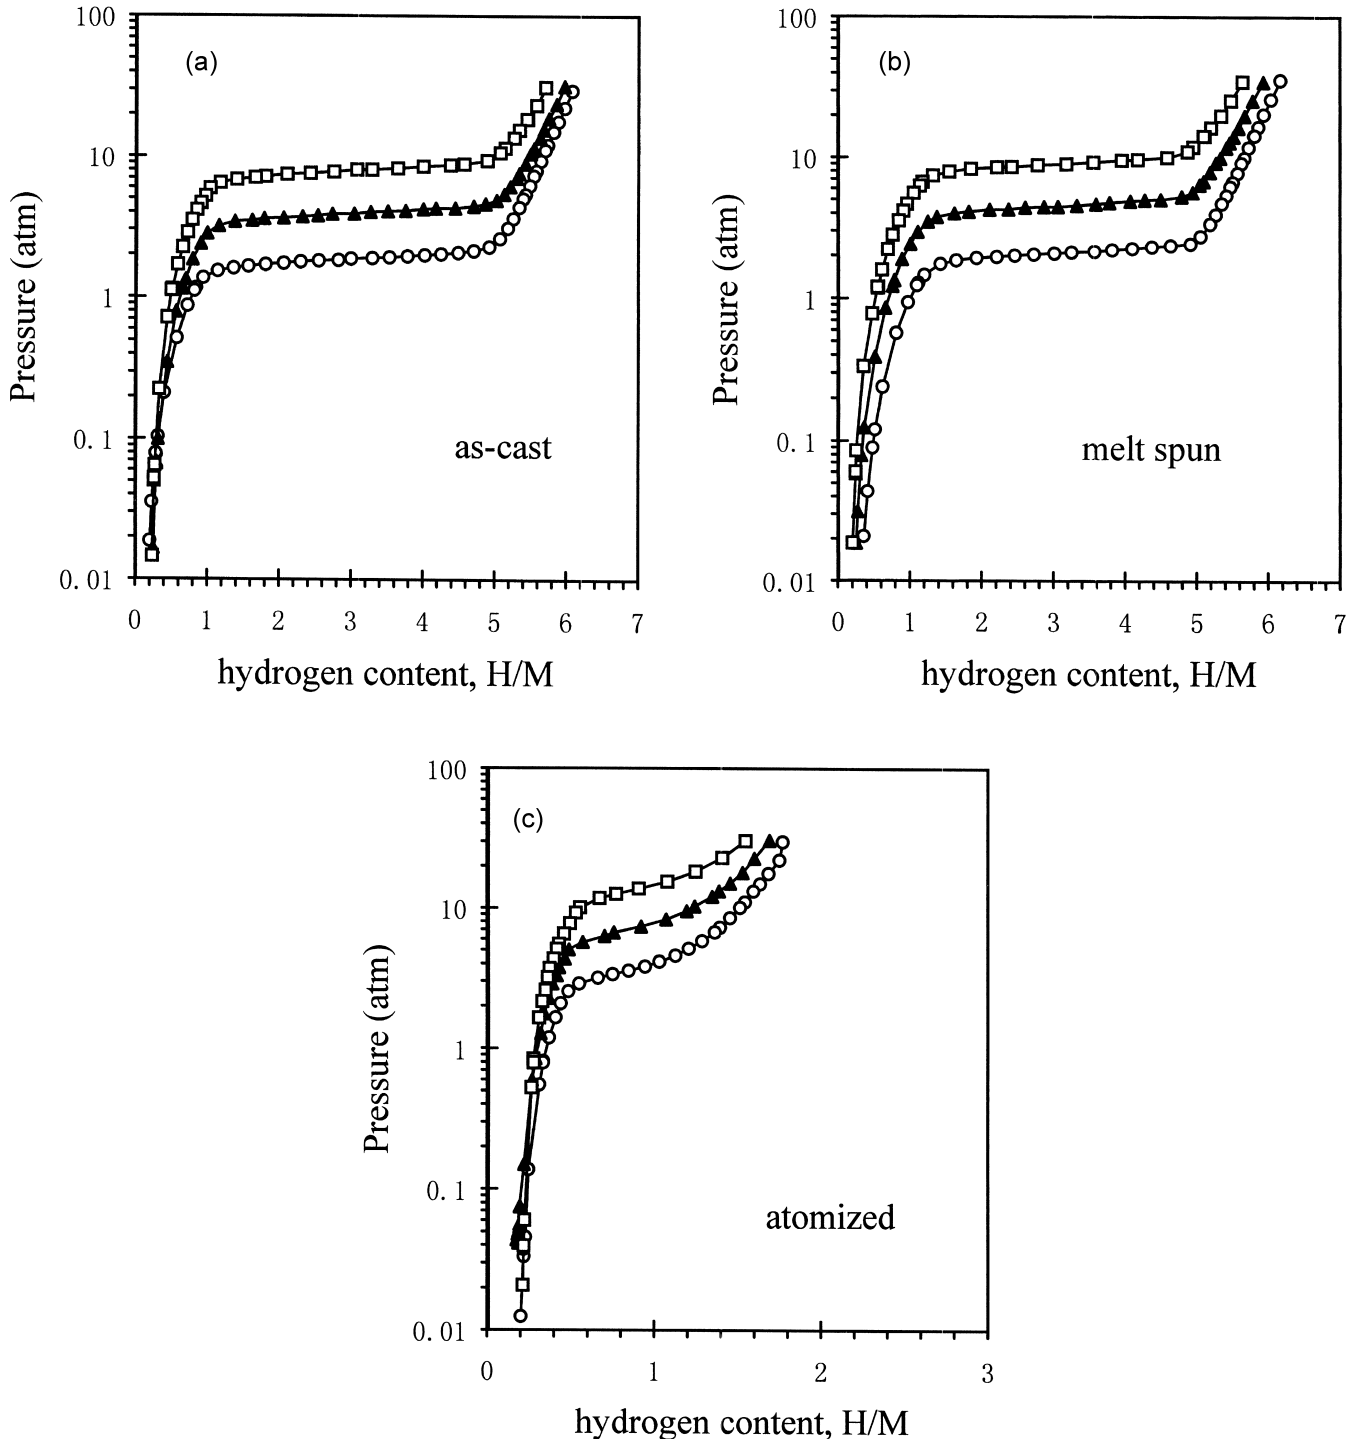 (a)
100
10
1
0.1
0.01
Pressure (atm)
as-cast
0 1 2 3 4 5 6 7
hydrogen content, H/M
(b)
100
10
1
0.1
0.01
Pressure (atm)
melt spun
0 1 2 3 4 5 6 7
hydrogen content, H/M
(c)
100
10
1
0.1
0.01
Pressure (atm)
atomized
0 1 2 3
hydrogen content, H/M